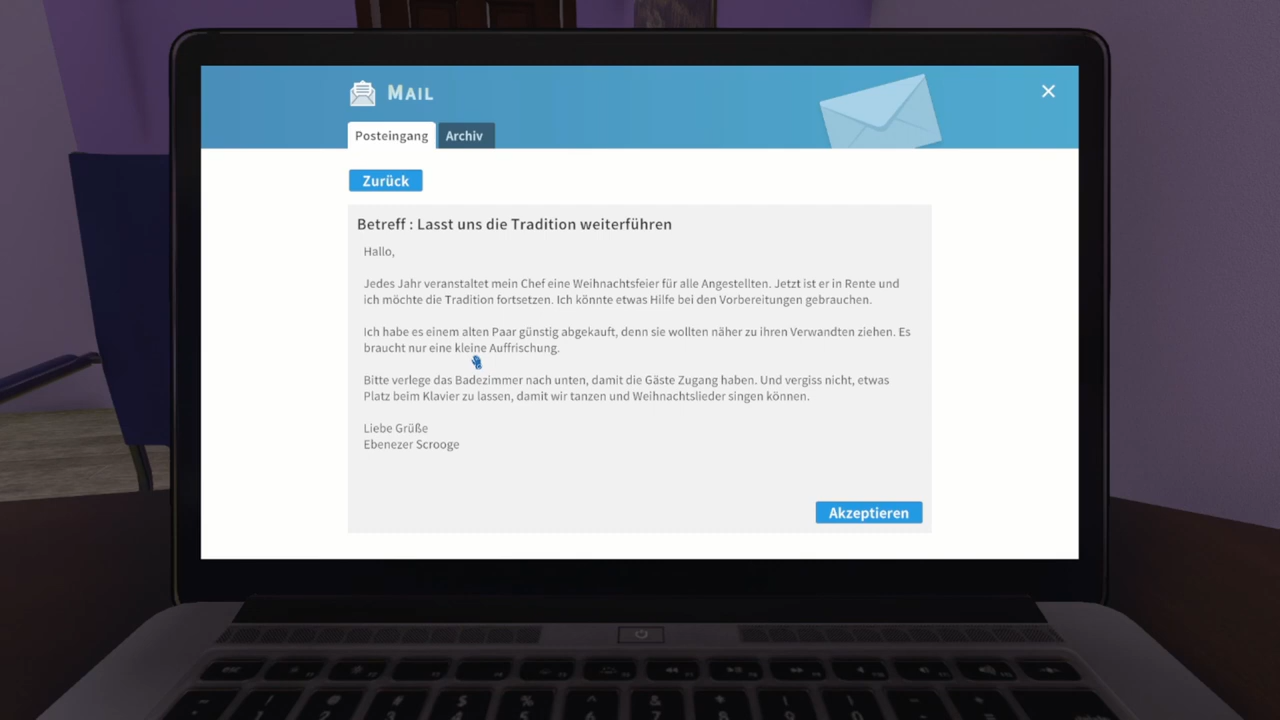 MAIL
Posteingang
Archiv
Zurück
Betreff : Lasst uns die Tradition weiterführen
Hallo,
Jedes Jahr veranstaltet mein Chef eine Weihnachtsfeier für alle Angestellten. Jetzt ist er in Rente und
ich möchte die Tradition fortsetzen. Ich könnte etwas Hilfe bei den Vorbereitungen gebrauchen.
Ich habe es einem alten Paar günstig abgekauft, denn sie wollten näher zu ihren Verwandten ziehen. Es
braucht nur eine kleine Auffrischung.
Bitte verlege das Badezimmer nach unten, damit die Gäste Zugang haben. Und vergiss nicht, etwas
Platz beim Klavier zu lassen, damit wir tanzen und Weihnachtslieder singen können.
Liebe Grüße
Ebenezer Scrooge
Akzeptieren